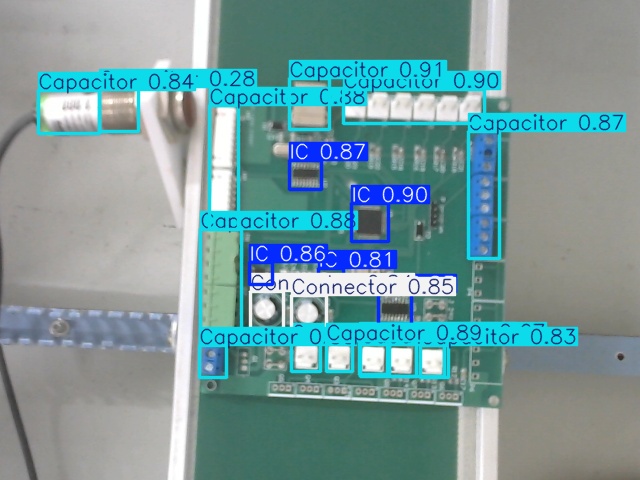 Capacitor 0.91
Capacitor 0.84
0.28
0.90
0.88
Capacitor 0.87
IC 0.87
IC 0.90
Capacitor 0.88
IC 0.86
IC 0.81
Connector 0.85
Capacitor 0.89
0.83